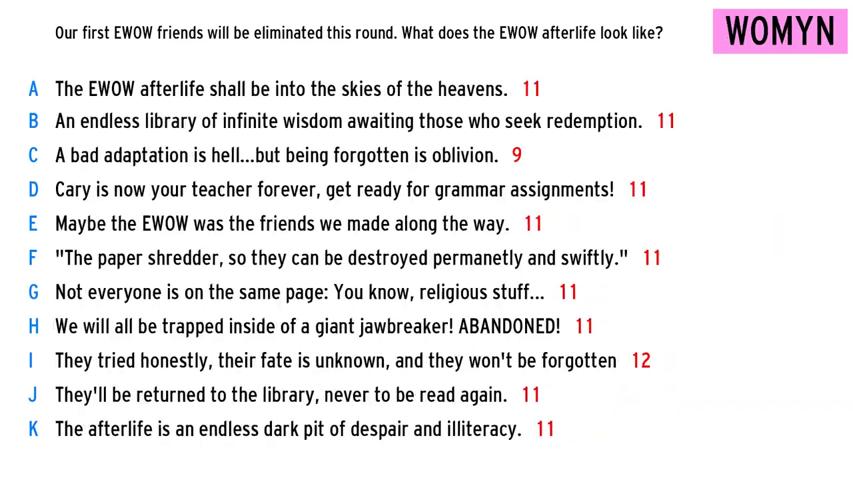 Our first EWOW friends will be eliminated this round. What does the EWOW afterlife look like?
WOMYN
A The EWOW afterlife shall be into the skies of the heavens. 11
B An endless library of infinite wisdom awaiting those who seek redemption. 11
C A bad adaptation is hell...but being forgotten is oblivion. 9
D Cary is now your teacher forever, get ready for grammar assignments! 11
E Maybe the EWOW was the friends we made along the way. 11
F "The paper shredder, so they can be destroyed permanetly and swiftly." 11
G Not everyone is on the same page: You know, religious stuff... 11
H We will all be trapped inside of a giant jawbreaker! ABANDONED! 11
I They tried honestly, their fate is unknown, and they won't be forgotten 12
J They'll be returned to the library, never to be read again. 11
K The afterlife is an endless dark pit of despair and illiteracy. 11